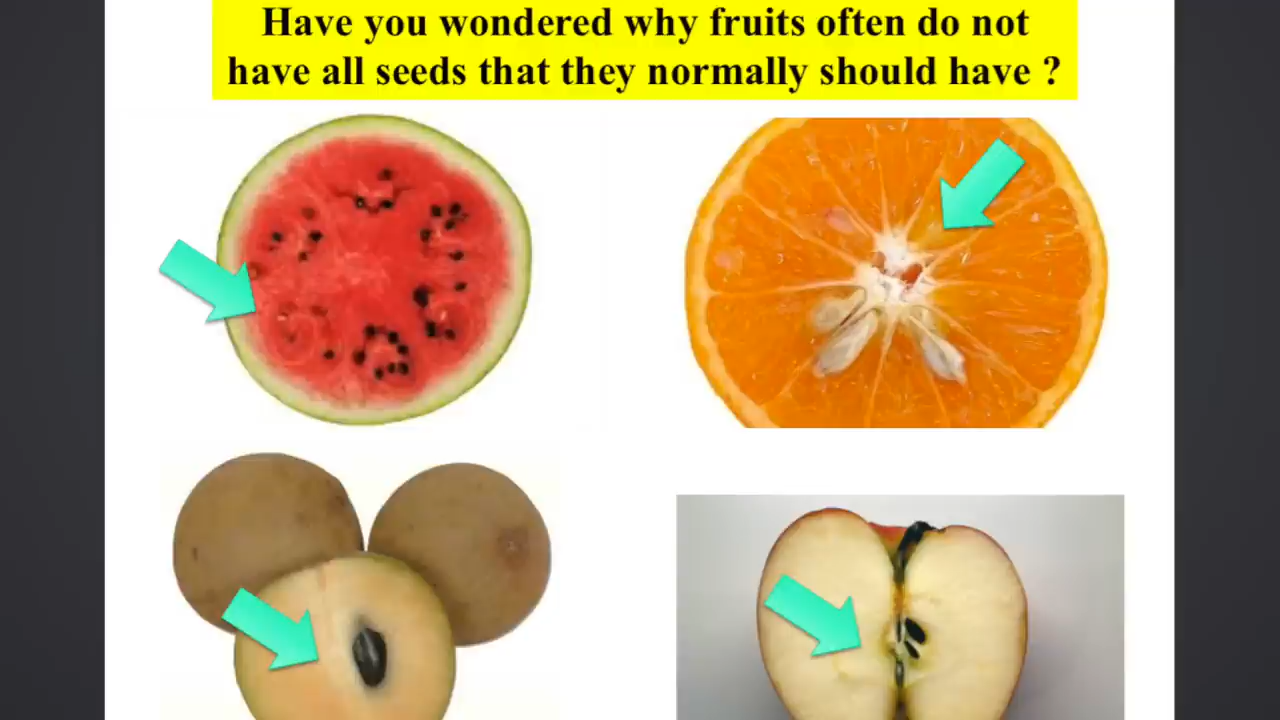 Have you wondered why fruits often do not
have all seeds that they normally should have ?